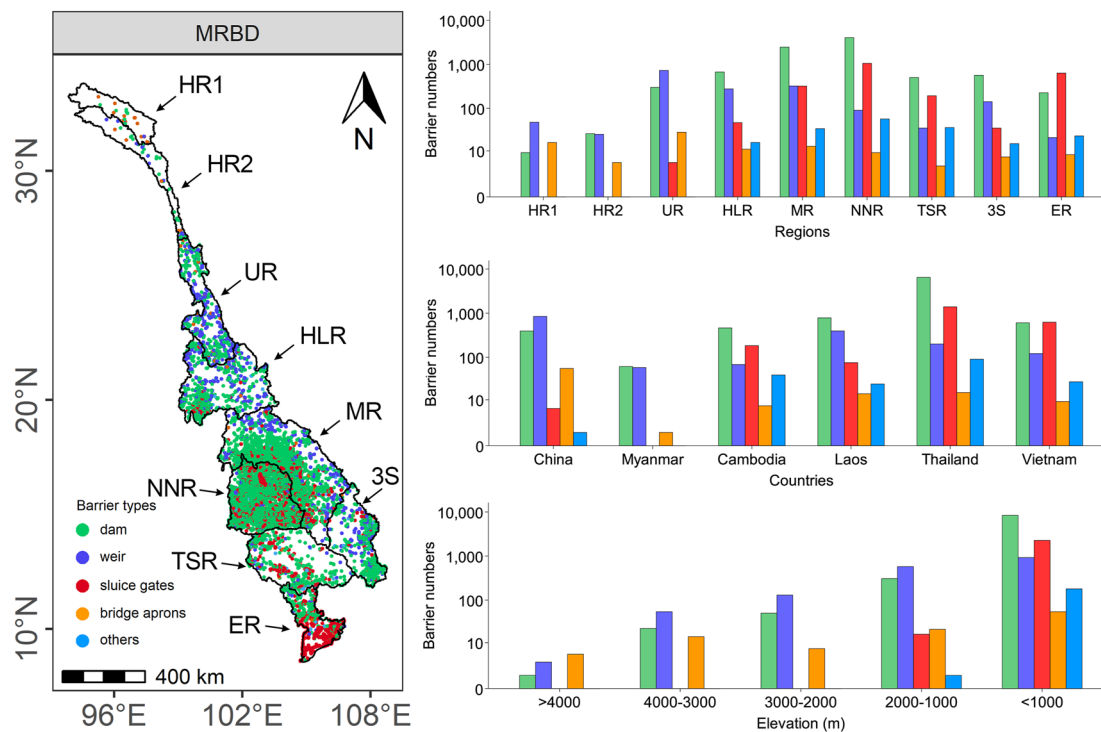 MRBD
HR1
HR2
UR
HLR
MR
3S
NNR
TSR
ER
N
30°N
20°N
10°N
Barrier types
dam
weir
sluice gates
bridge aprons
others
400 km
96°E 102°E 108°E
Barrier numbers
10,000
1,000
100
10
0
HR1 HR2 UR HLR MR NNR TSR 3S ER
Regions
Barrier numbers
10,000
1,000
100
10
0
China Myanmar Cambodia Laos Thailand Vietnam
Countries
Barrier numbers
10,000
1,000
100
10
0
>4000 4000-3000 3000-2000 2000-1000 <1000
Elevation (m)